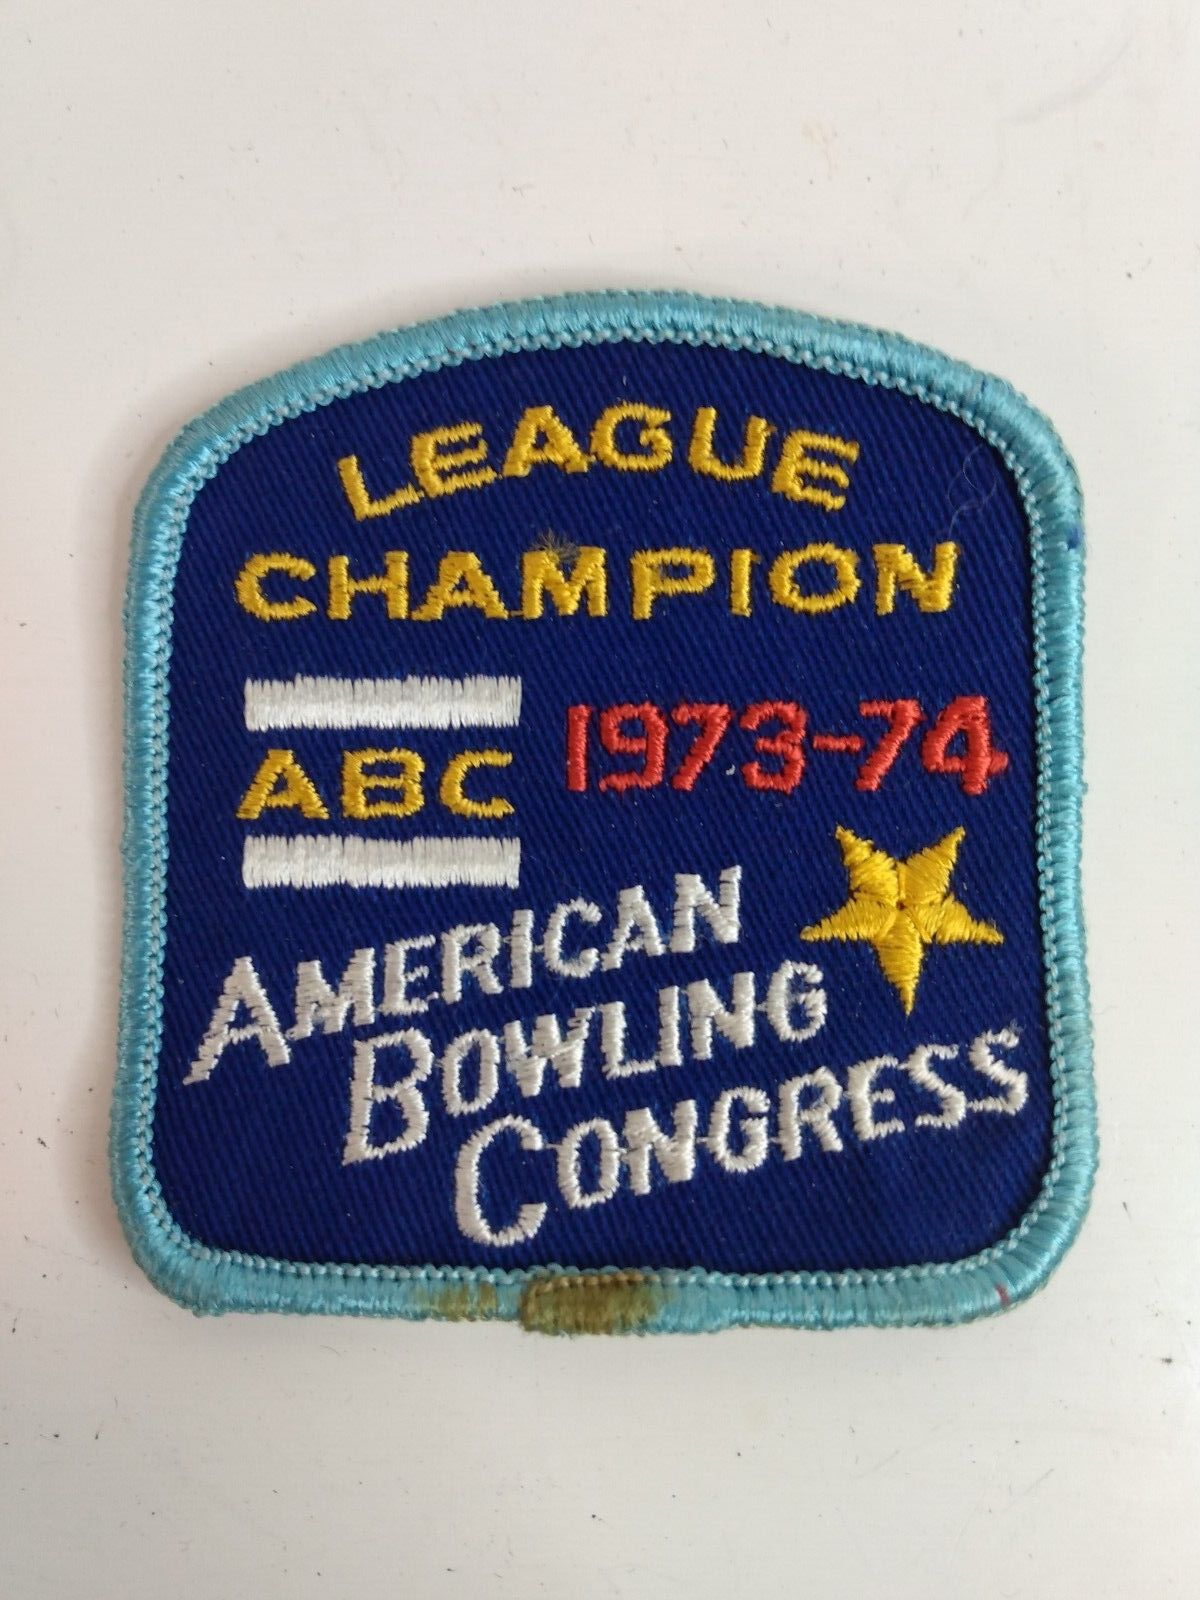 LEAGUE
CHAMPION
ABC
1973-74
AMERICAN
BOWLING
CONGRESS